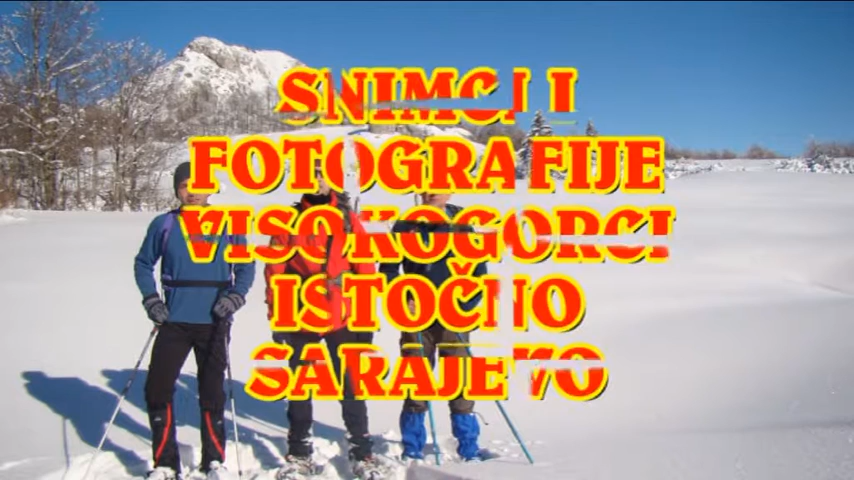 SNIMCI I
FOTOGRAFIJE
VISOKOGORCI
ISTOČNO
SARAJEVO